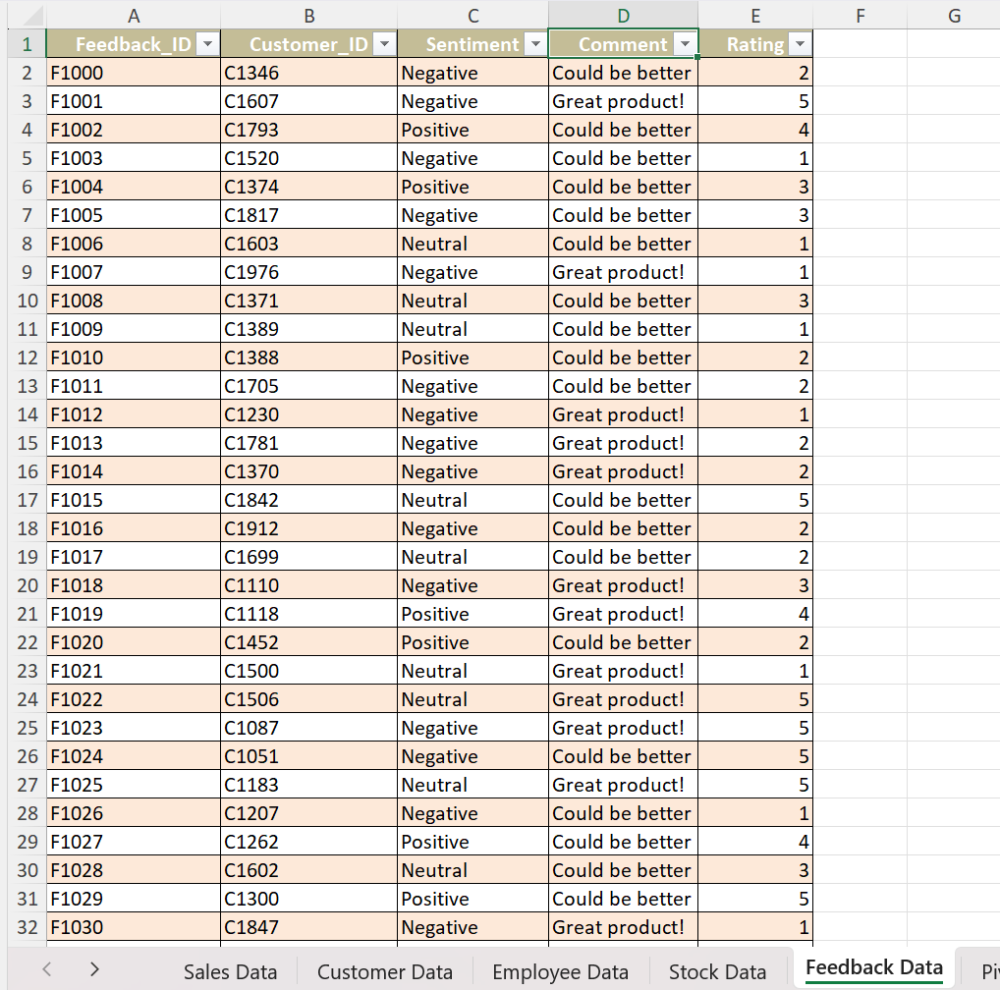 A B C D E F G
1 Feedback_ID Customer_ID Sentiment Comment Rating
2 F1000 C1346 Negative Could be better 2
3 F1001 C1607 Negative Great product! 5
4 F1002 C1793 Positive Could be better 4
5 F1003 C1520 Negative Could be better 1
6 F1004 C1374 Positive Could be better 3
7 F1005 C1817 Negative Could be better 3
8 F1006 C1603 Neutral Could be better 1
9 F1007 C1976 Negative Great product! 1
10 F1008 C1371 Neutral Could be better 3
11 F1009 C1389 Neutral Could be better 1
12 F1010 C1388 Positive Could be better 2
13 F1011 C1705 Negative Could be better 2
14 F1012 C1230 Negative Great product! 1
15 F1013 C1781 Negative Great product! 2
16 F1014 C1370 Negative Great product! 2
17 F1015 C1842 Neutral Could be better 5
18 F1016 C1912 Negative Could be better 2
19 F1017 C1699 Neutral Could be better 2
20 F1018 C1110 Negative Great product! 3
21 F1019 C1118 Positive Great product! 4
22 F1020 C1452 Positive Could be better 2
23 F1021 C1500 Neutral Great product! 1
24 F1022 C1506 Neutral Great product! 5
25 F1023 C1087 Negative Great product! 5
26 F1024 C1051 Negative Could be better 5
27 F1025 C1183 Neutral Great product! 5
28 F1026 C1207 Negative Could be better 1
29 F1027 C1262 Positive Could be better 4
30 F1028 C1602 Neutral Could be better 3
31 F1029 C1300 Positive Could be better 5
32 F1030 C1847 Negative Great product! 1
Sales Data Customer Data Employee Data Stock Data Feedback Data